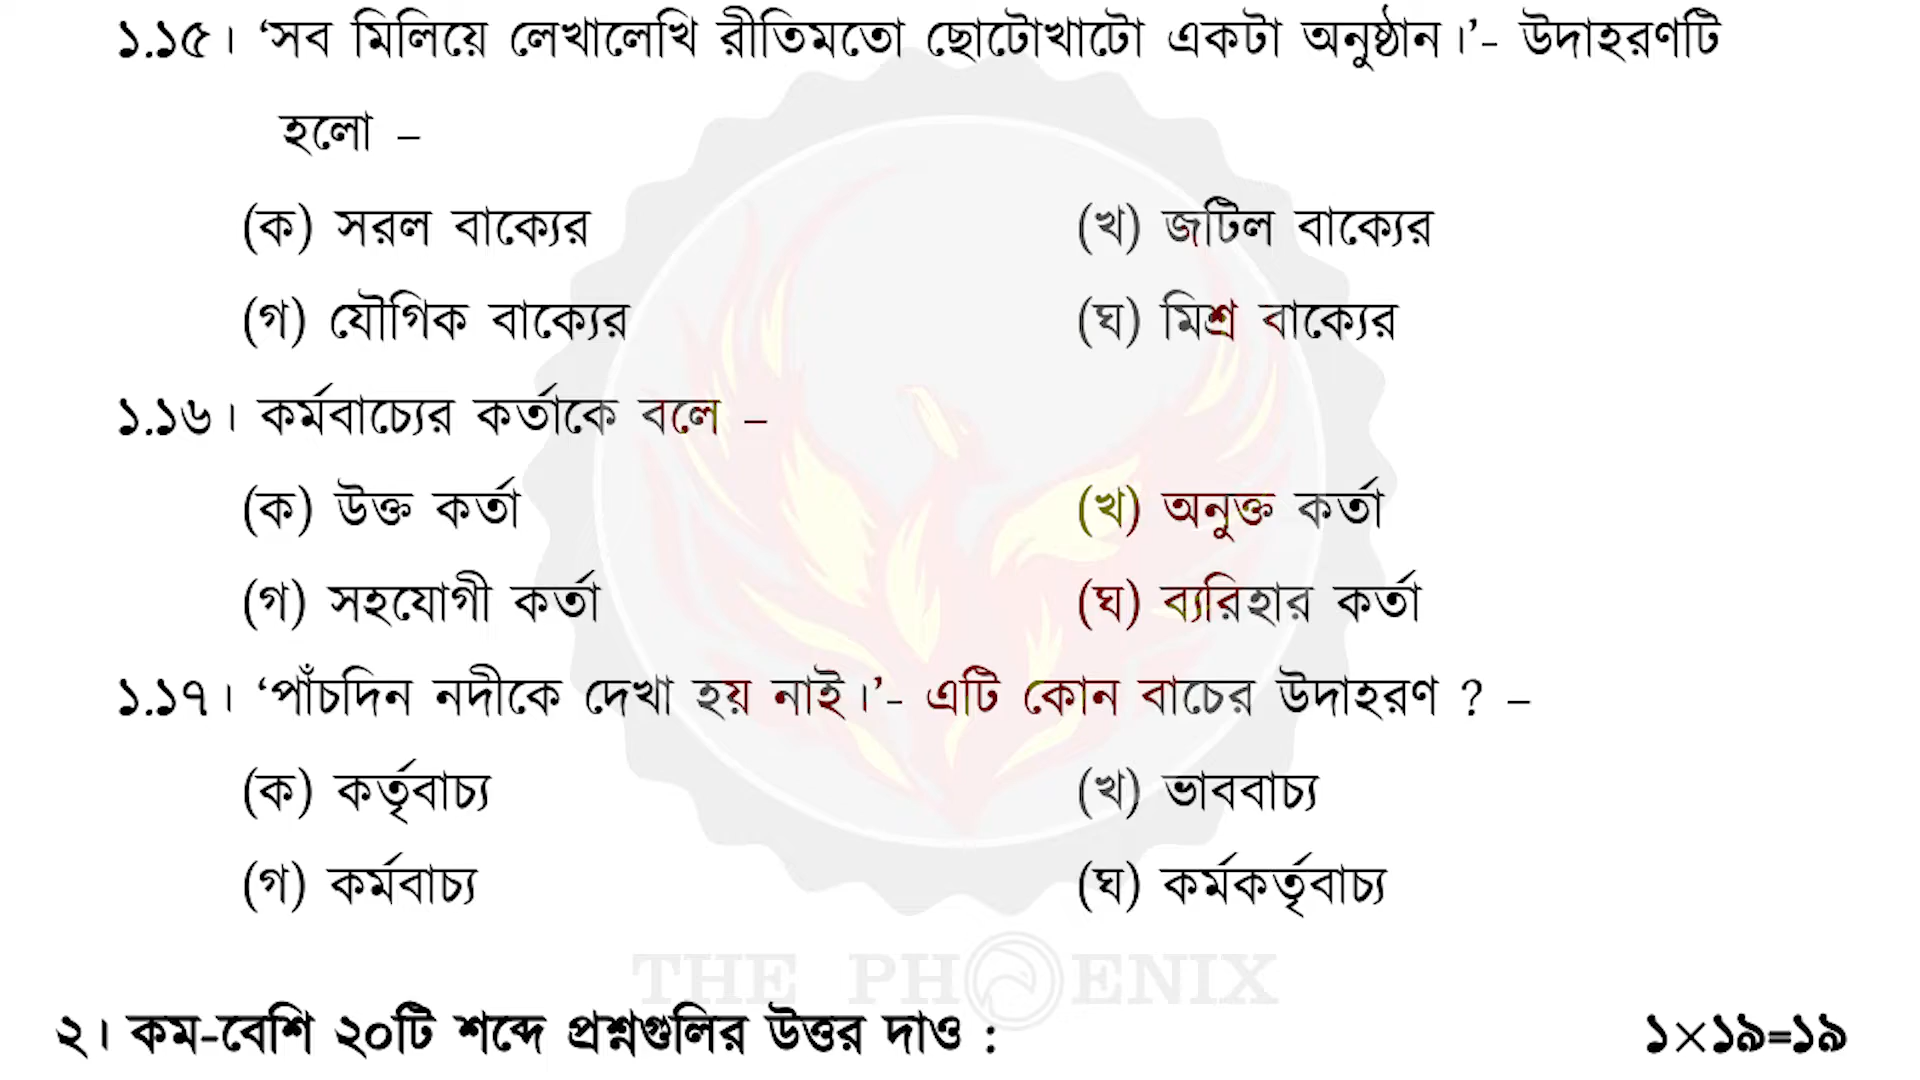 ১.১৫। ‘সব মিলিয়ে লেখালেখি রীতিমতো ছোটোখাটো একটা অনুষ্ঠান।’- উদাহরণটি
হলো –
(ক) সরল বাক্যের (খ) জটিল বাক্যের
(গ) যৌগিক বাক্যের (ঘ) মিশ্র বাক্যের
১.১৬। কর্মবাচ্যের কর্তাকে বলে –
(ক) উক্ত কর্তা (খ) অনুক্ত কর্তা
(গ) সহযোগী কর্তা (ঘ) ব্যরিহার কর্তা
১.১৭। ‘পাঁচদিন নদীকে দেখা হয় নাই।’- এটি কোন বাচের উদাহরণ ? –
(ক) কর্তৃবাচ্য (খ) ভাববাচ্য
(গ) কর্মবাচ্য (ঘ) কর্মকর্তৃবাচ্য
THE PHOENIX
২। কম-বেশি ২০টি শব্দে প্রশ্নগুলির উত্তর দাও : ১×১৯=১৯